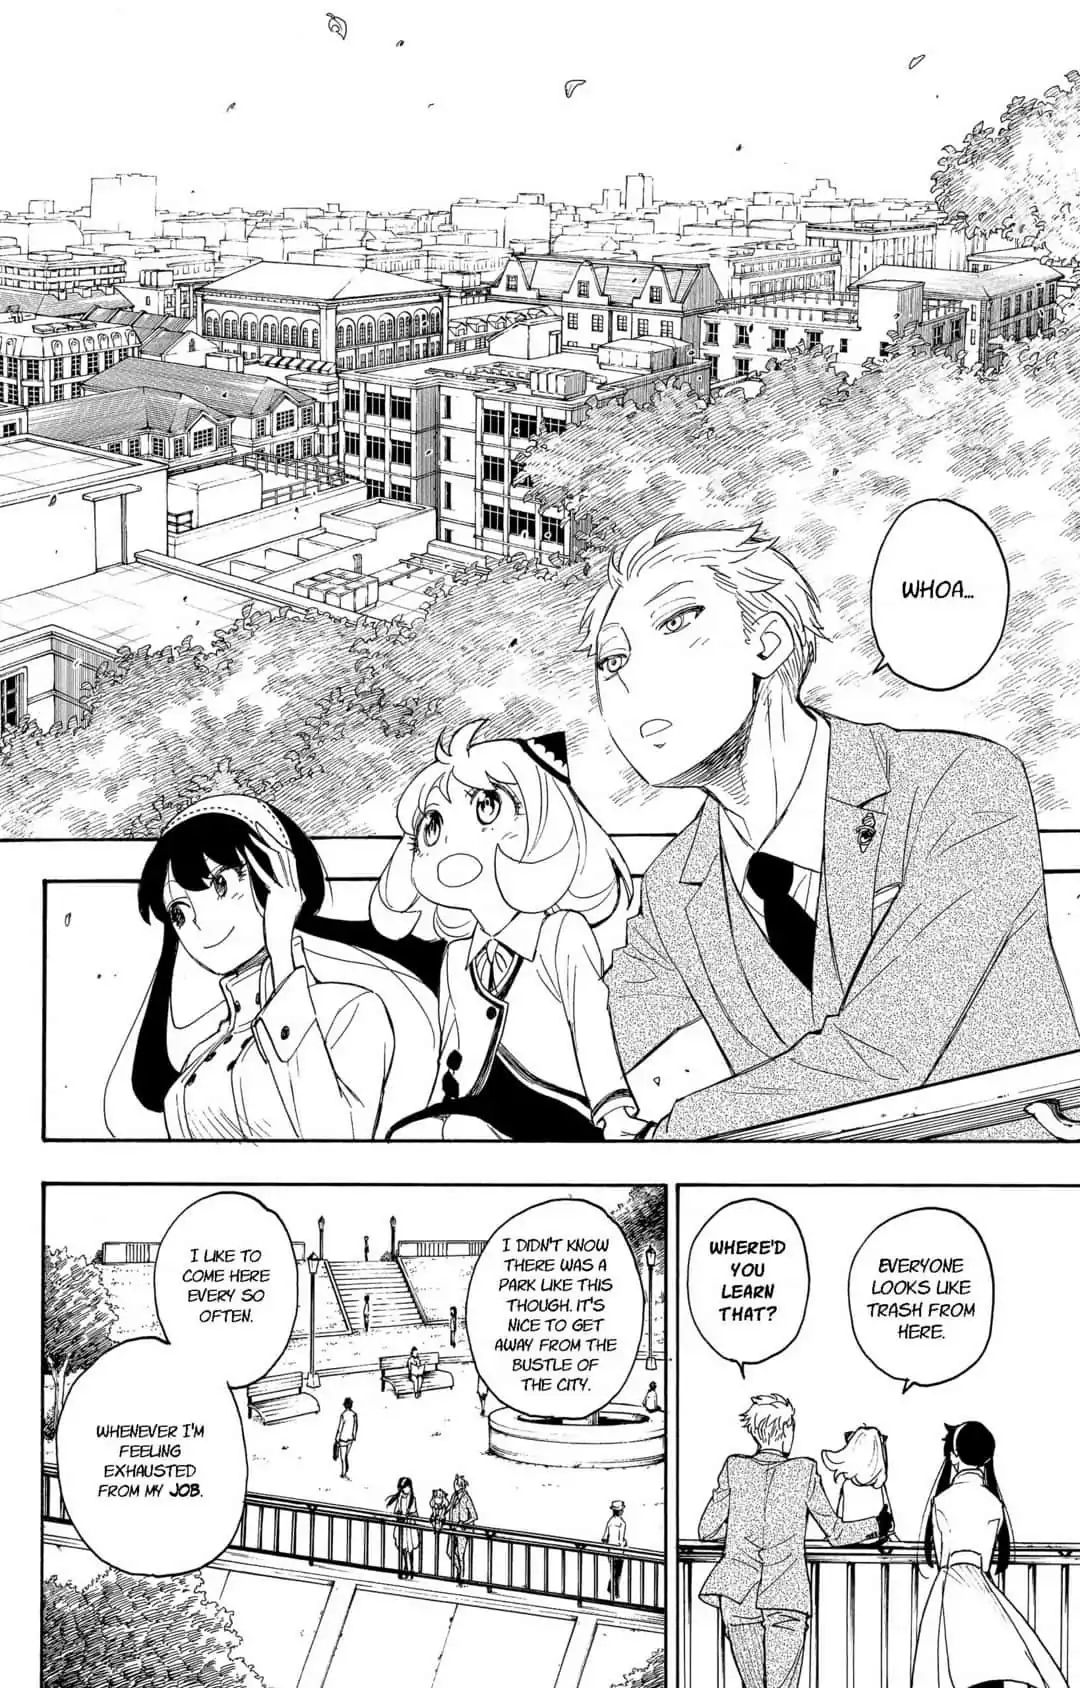 WHOA...
EVERYONE
LOOKS LIKE
TRASH FROM
HERE.
WHERE'D
YOU
LEARN
THAT?
I DIDN'T KNOW
THERE WAS A
PARK LIKE THIS
THOUGH. IT'S
NICE TO GET
AWAY FROM THE
BUSTLE OF
THE CITY.
I LIKE TO
COME HERE
EVERY SO
OFTEN.
WHENEVER I'M
FEELING
EXHAUSTED
FROM MY JOB.